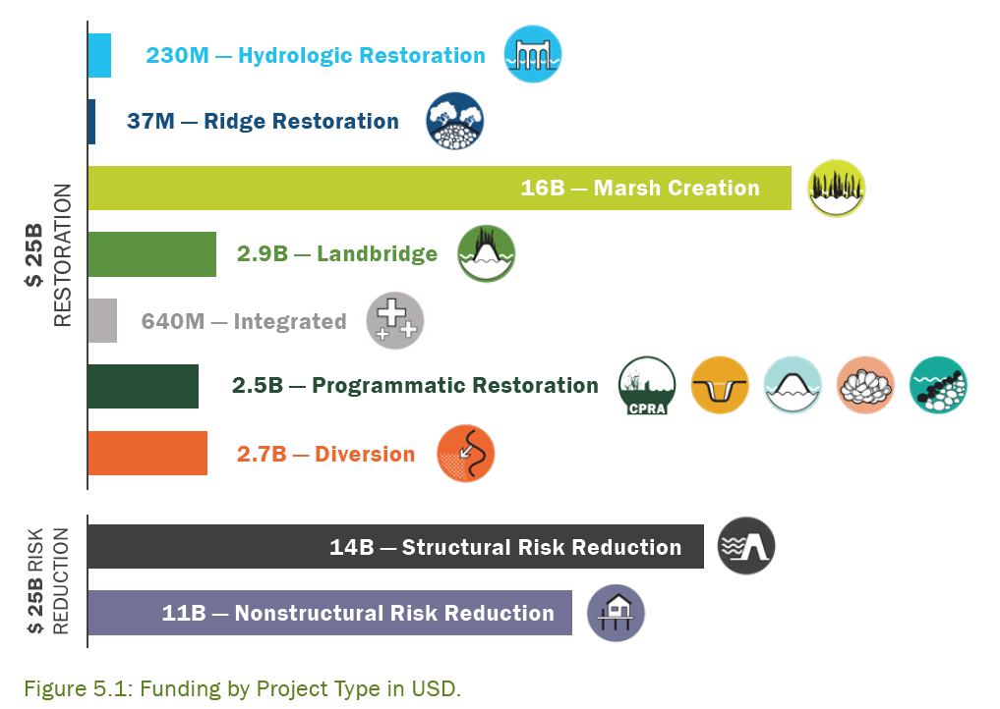 $ 25B
RESTORATION
230M — Hydrologic Restoration
37M — Ridge Restoration
16B — Marsh Creation
2.9B — Landbridge
640M — Integrated
2.5B — Programmatic Restoration
CPRA
2.7B — Diversion
$ 25B RISK
REDUCTION
14B — Structural Risk Reduction
11B — Nonstructural Risk Reduction
Figure 5.1: Funding by Project Type in USD.